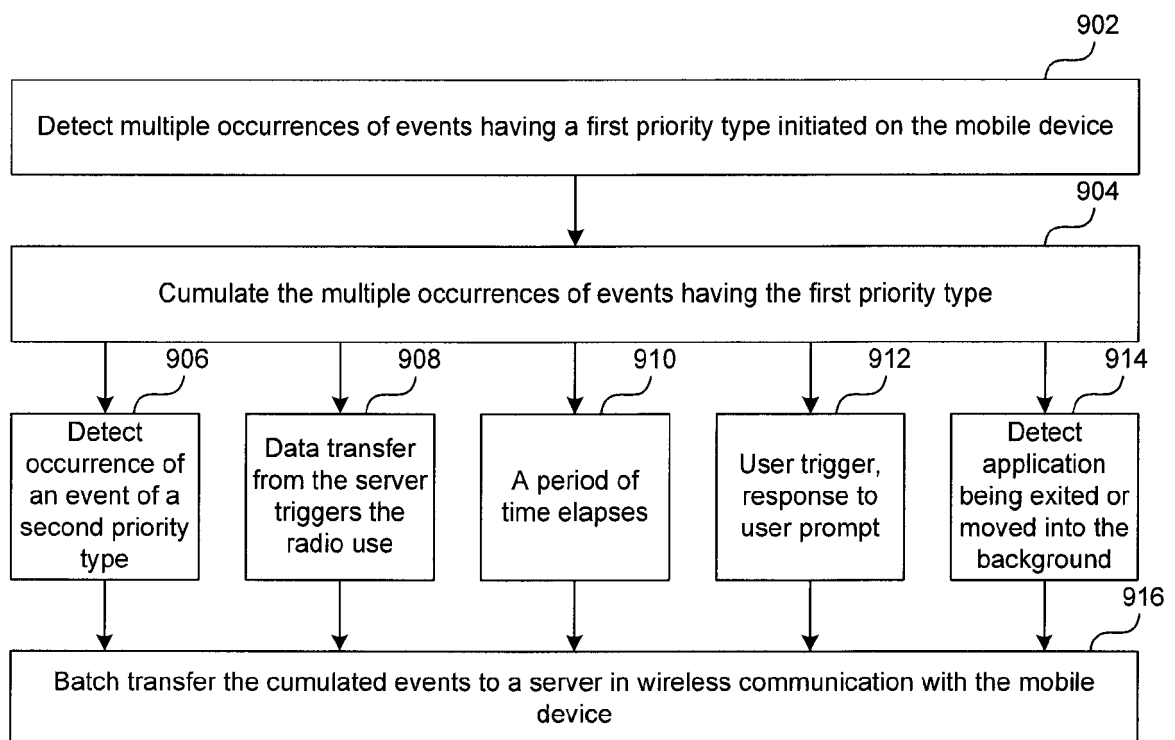 902
Detect multiple occurrences of events having a first priority type initiated on the mobile device
904
Cumulate the multiple occurrences of events having the first priority type
906
Detect
occurrence of
an event of a
second priority
type
908
Data transfer
from the server
triggers the
radio use
910
A period of
time elapses
912
User trigger,
response to
user prompt
914
Detect
application
being exited or
moved into the
background
916
Batch transfer the cumulated events to a server in wireless communication with the mobile
device